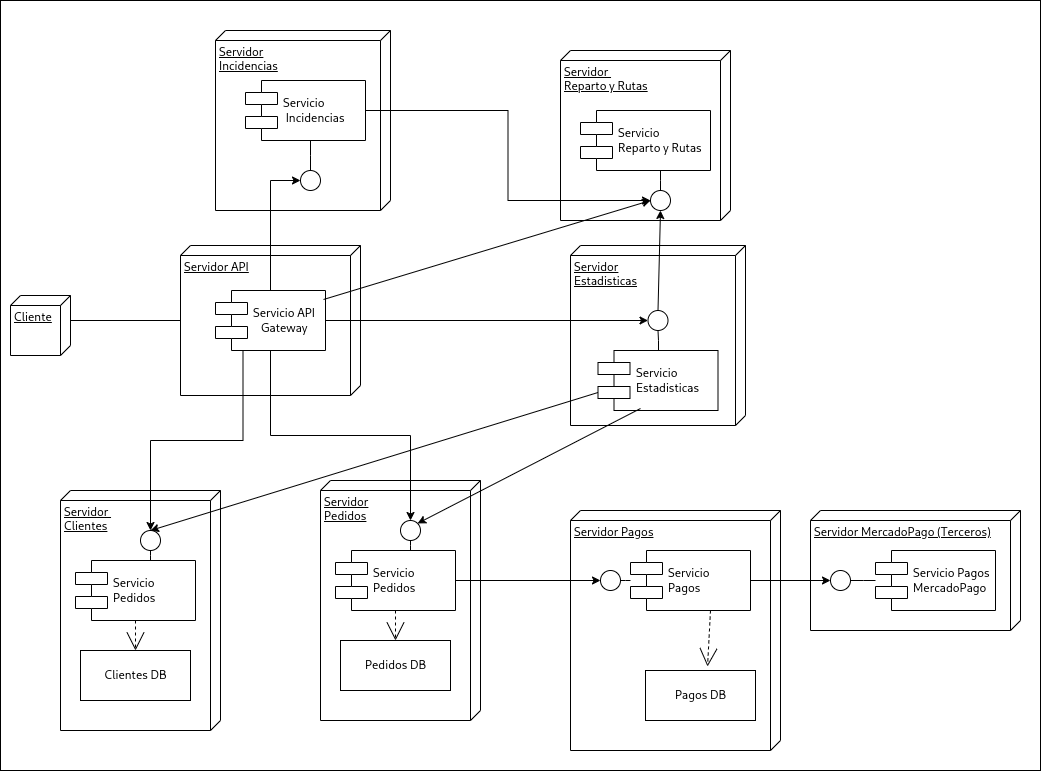 Servidor
Incidencias
Servicio
Incidencias
Servidor
Reparto y Rutas
Servicio
Reparto y Rutas
Servidor API
Servicio API
Gateway
Cliente
Servidor
Estadisticas
Servicio
Estadisticas
Servidor
Clientes
Servicio
Pedidos
Clientes DB
Servidor
Pedidos
Servicio
Pedidos
Pedidos DB
Servidor Pagos
Servicio
Pagos
Pagos DB
Servidor MercadoPago (Terceros)
Servicio Pagos
MercadoPago